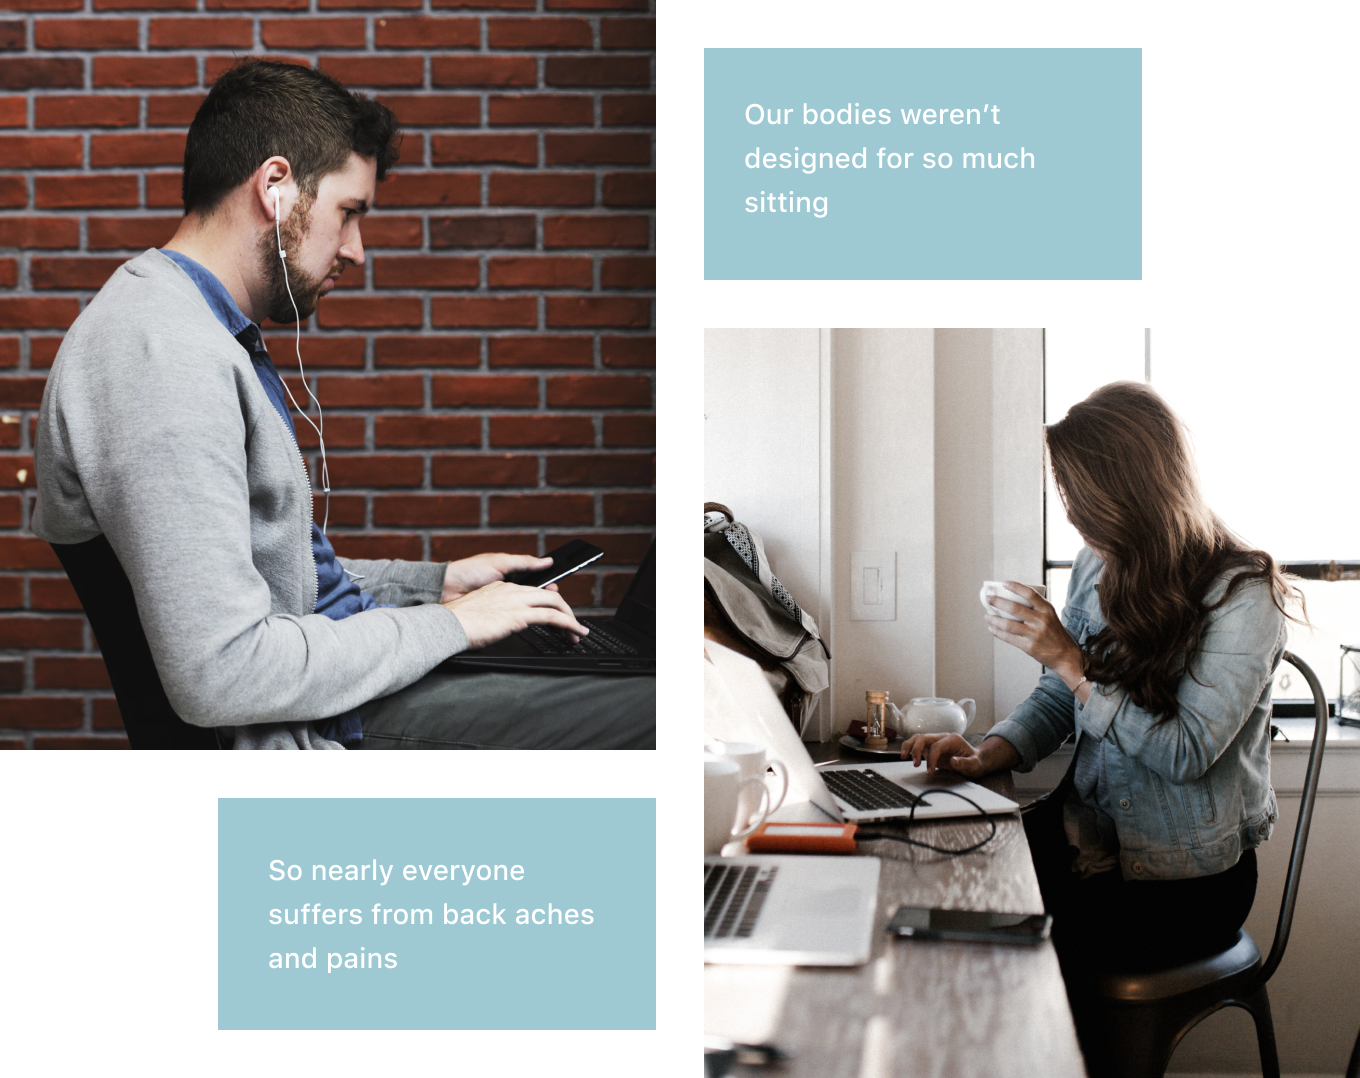 Our bodies weren’t
designed for so much
sitting
So nearly everyone
suffers from back aches
and pains